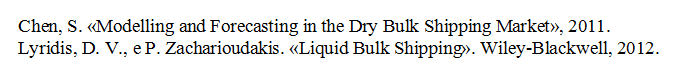 Chen, S. «Modelling and Forecasting in the Dry Bulk Shipping Market», 2011.
Lyridis, D. V., e P. Zacharioudakis. «Liquid Bulk Shipping». Wiley-Blackwell, 2012.